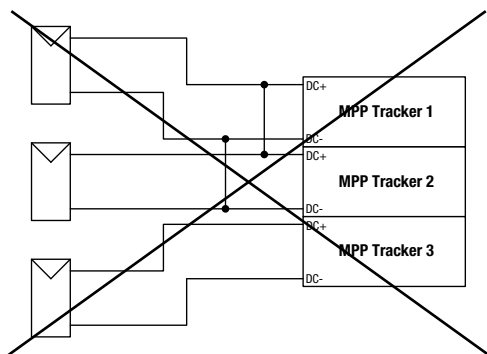 DC+
MPP Tracker 1
DC-
DC+
MPP Tracker 2
DC-
DC+
MPP Tracker 3
DC-